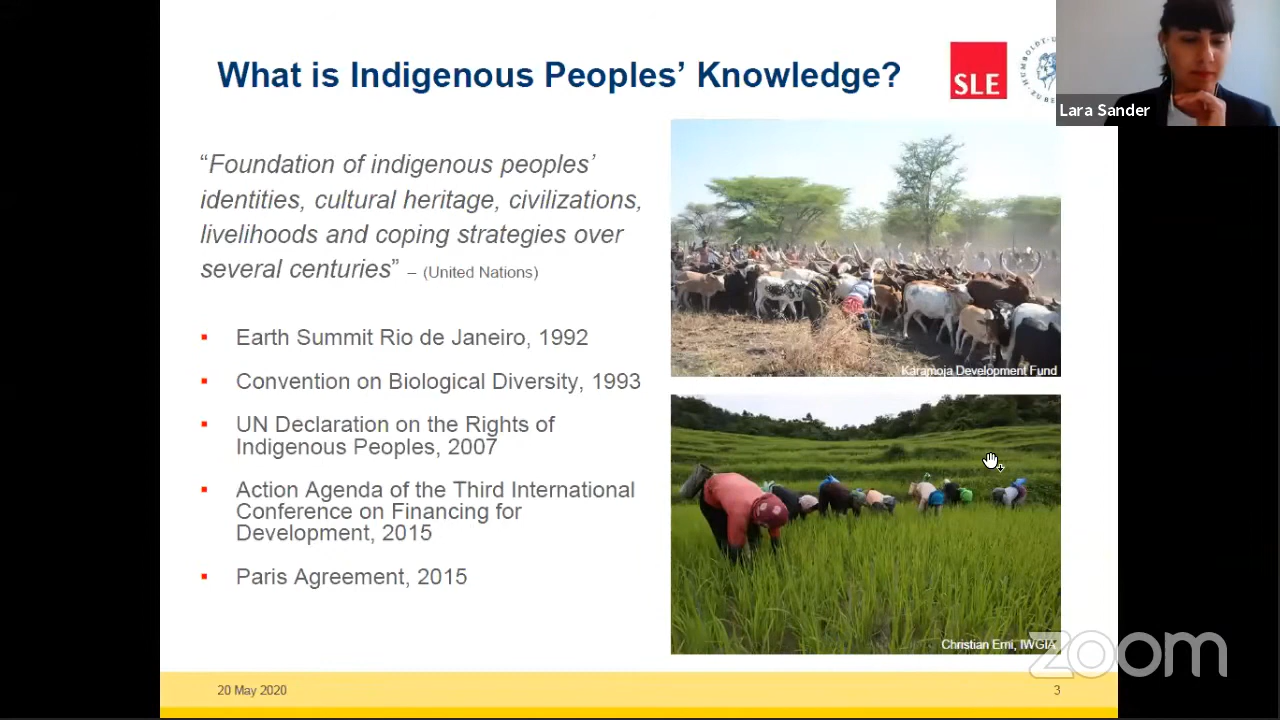 What is Indigenous Peoples’ Knowledge?
SLE
Lara Sander
“Foundation of indigenous peoples’
identities, cultural heritage, civilizations,
livelihoods and coping strategies over
several centuries” – (United Nations)
▪ Earth Summit Rio de Janeiro, 1992
▪ Convention on Biological Diversity, 1993
▪ UN Declaration on the Rights of
Indigenous Peoples, 2007
▪ Action Agenda of the Third International
Conference on Financing for
Development, 2015
▪ Paris Agreement, 2015
Karamoja Development Fund
Christian Erni, IWGIA
zoom
20 May 2020
3